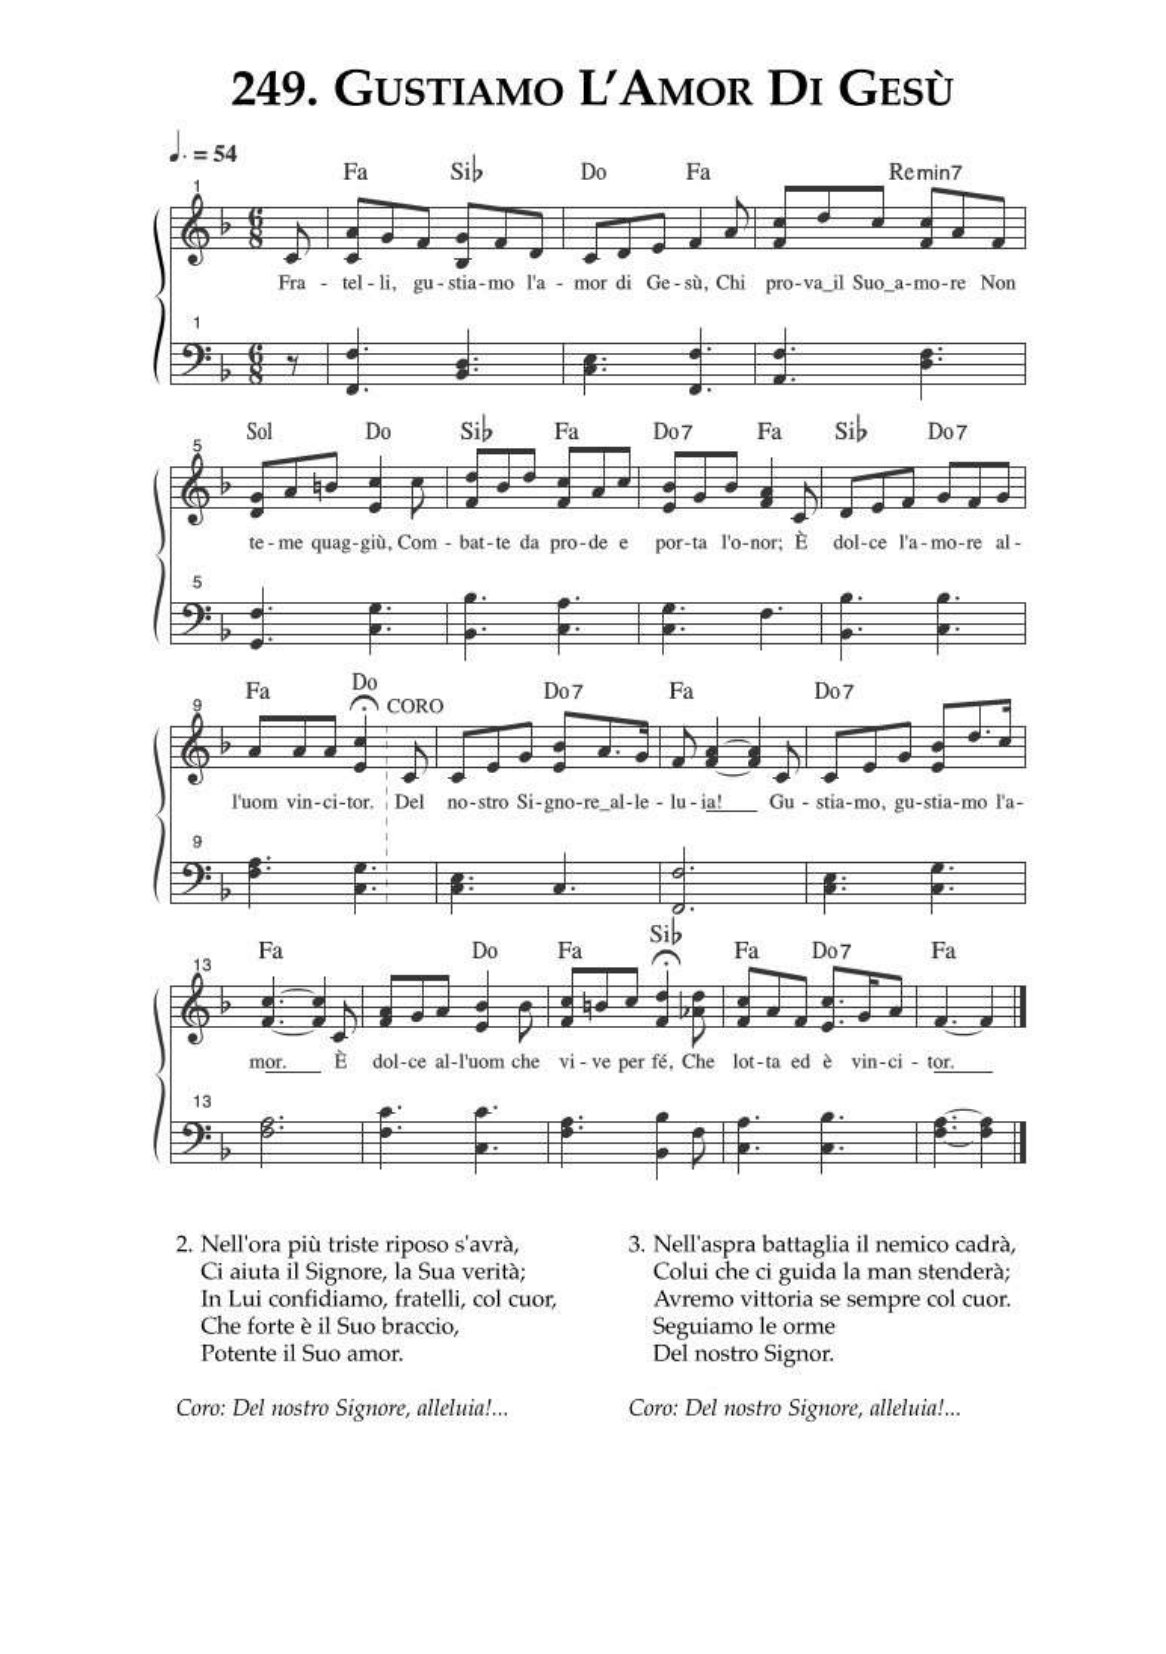 249. GUSTIAMO L'AMOR DI GESÙ
♩. = 54
Fa Si♭ Do Fa Remin7
1
6
8
Fra - tel - li, gu - stia - mo l'a - mor di Ge - sù, Chi pro - va_il Suo_a - mo - re Non
1
6
8
Sol Do Si♭ Fa Do7 Fa Si♭ Do7
5
te - me quag - giù, Com - bat - te da pro - de e por - ta l'o - nor; È dol - ce l'a - mo - re al -
5
Fa Do Do7 Fa Do7
9 CORO
l'uom vin - ci - tor. Del no - stro Si - gno - re_al - le - lu - ia! Gu - stia - mo, gu - stia - mo l'a -
9
Fa Do Fa Si♭ Fa Do7 Fa
13
mor. È dol - ce al - l'uom che vi - ve per fé, Che lot - ta ed è vin - ci - tor.
13
2. Nell'ora più triste riposo s'avrà,
Ci aiuta il Signore, la Sua verità;
In Lui confidiamo, fratelli, col cuor,
Che forte è il Suo braccio,
Potente il Suo amor.
Coro: Del nostro Signore, alleluia!...
3. Nell'aspra battaglia il nemico cadrà,
Colui che ci guida la man stenderà;
Avremo vittoria se sempre col cuor.
Seguiamo le orme
Del nostro Signor.
Coro: Del nostro Signore, alleluia!...